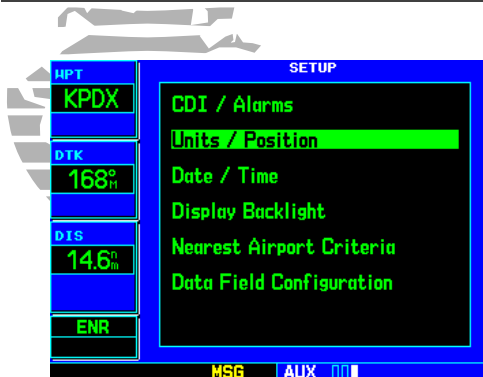 SETUP
WPT
KPDX
DTK
168°M
DIS
14.6nm
ENR
CDI / Alarms
Units / Position
Date / Time
Display Backlight
Nearest Airport Criteria
Data Field Configuration
MSG
AUX